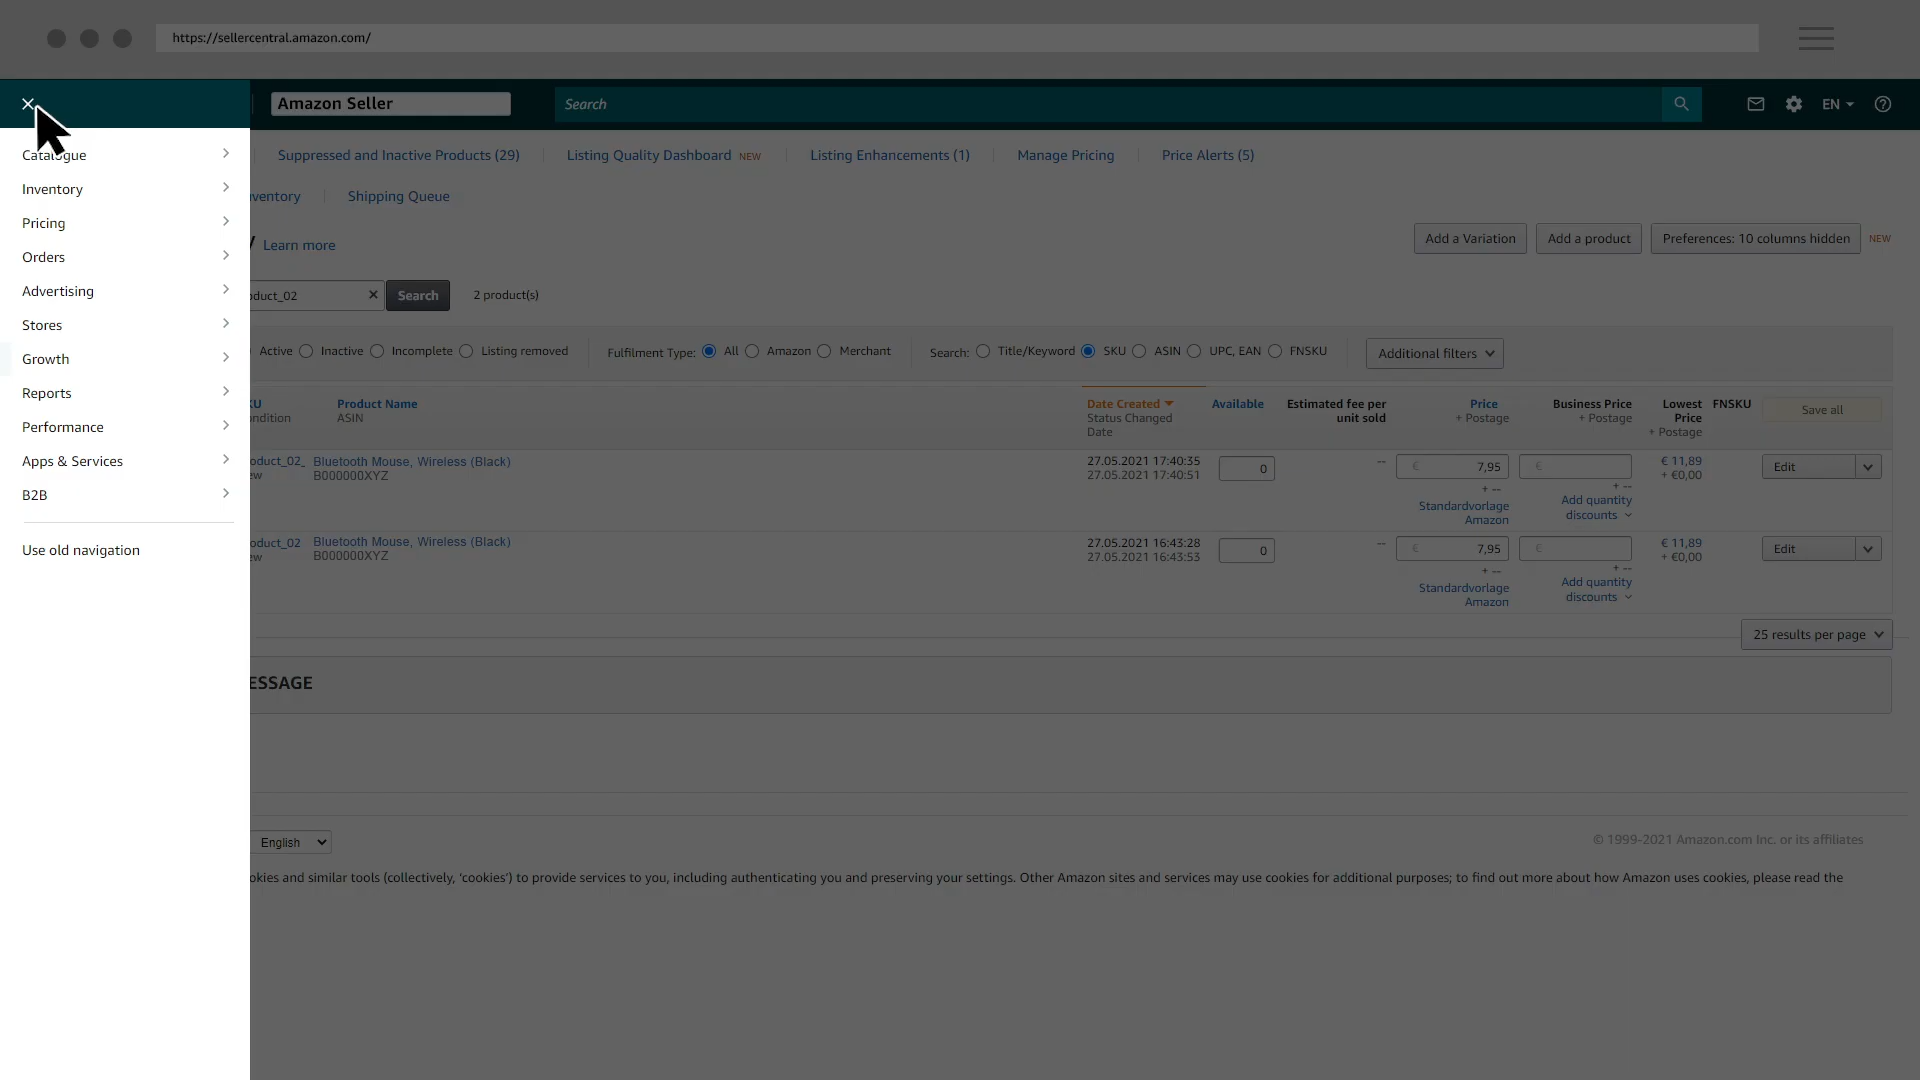 https://sellercentral.amazon.com/
Amazon Seller
Search
EN
Catalogue
Suppressed and Inactive Products (29)
Listing Quality Dashboard NEW
Listing Enhancements (1)
Manage Pricing
Price Alerts (5)
Inventory
ventory
Shipping Queue
Pricing
Learn more
Add a Variation
Add a product
Preferences: 10 columns hidden
NEW
Orders
Advertising
duct_02
Search
2 product(s)
Stores
Growth
Active
Inactive
Incomplete
Listing removed
Fulfilment Type:
All
Amazon
Merchant
Search:
Title/Keyword
SKU
ASIN
UPC, EAN
FNSKU
Additional filters
Reports
Performance
Apps & Services
B2B
Use old navigation
KU
ndition
Product Name
ASIN
Date Created
Status Changed
Date
Available
Estimated fee per
unit sold
Price
+ Postage
Business Price
+ Postage
Lowest
Price
+ Postage
FNSKU
Save all
oduct_02_
ew
Bluetooth Mouse, Wireless (Black)
B000000XYZ
27.05.2021 17:40:35
27.05.2021 17:40:51
0
--
€ 7,95
+ --
Standardvorlage
Amazon
€
+ --
Add quantity
discounts
€ 11,89
+ €0,00
Edit
oduct_02
ew
Bluetooth Mouse, Wireless (Black)
B000000XYZ
27.05.2021 16:43:28
27.05.2021 16:43:53
0
--
€ 7,95
+ --
Standardvorlage
Amazon
€
+ --
Add quantity
discounts
€ 11,89
+ €0,00
Edit
25 results per page
ESSAGE
English
© 1999-2021 Amazon.com Inc. or its affiliates
okies and similar tools (collectively, ‘cookies’) to provide services to you, including authenticating you and preserving your settings. Other Amazon sites and services may use cookies for additional purposes; to find out more about how Amazon uses cookies, please read the